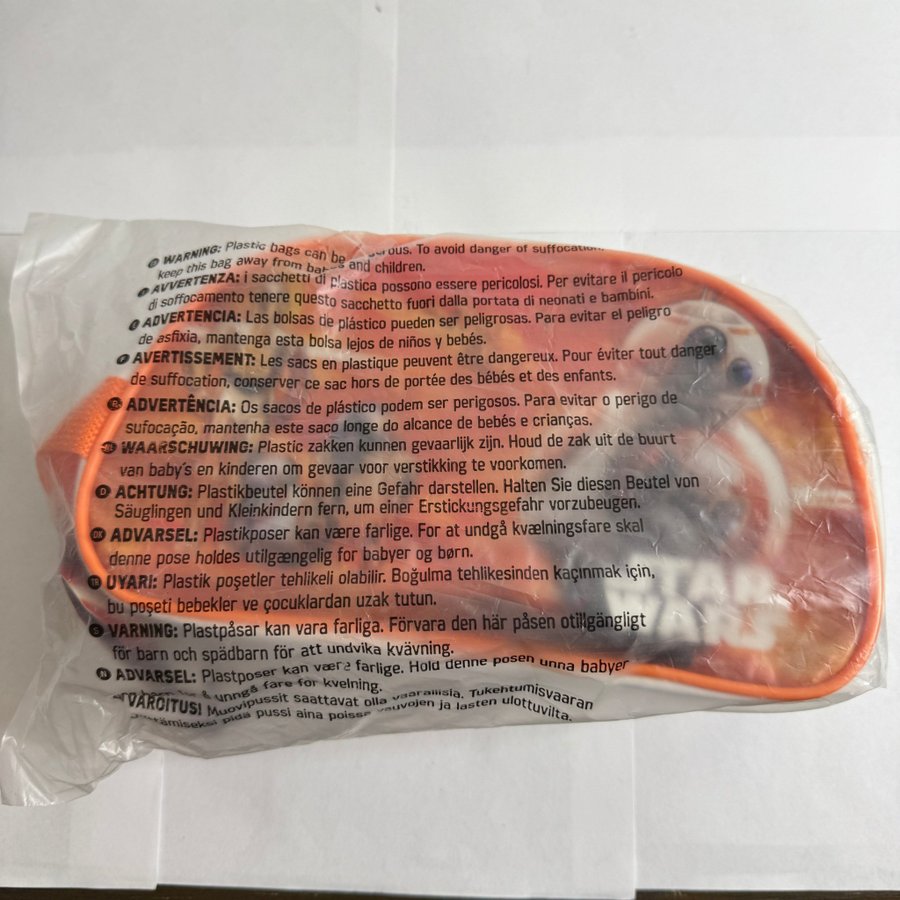 WARNING: Plastic bags can be erous. To avoid danger of suffocation,
keep this bag away from babies and children.
AVVERTENZA: i sacchetti di plastica possono essere pericolosi. Per evitare il pericolo
di soffocamento tenere questo sacchetto fuori dalla portata di neonati e bambini.
E ADVERTENCIA: Las bolsas de plástico pueden ser peligrosas. Para evitar el peligro
de asfixia, mantenga esta bolsa lejos de niños y bebés.
F AVERTISSEMENT: Les sacs en plastique peuvent être dangereux. Pour éviter tout danger
de suffocation, conserver ce sac hors de portée des bébés et des enfants.
ADVERTÊNCIA: Os sacos de plástico podem ser perigosos. Para evitar o perigo de
sufocação, mantenha este saco longo do alcance de bebés e crianças.
WAARSCHUWING: Plastic zakken kunnen gevaarlijk zijn. Houd de zak uit de buurt
van baby's en kinderen om gevaar voor verstikking te voorkomen.
D ACHTUNG: Plastikbeutel können eine Gefahr darstellen. Halten Sie diesen Beutel von
Säuglingen und Kleinkindern fern, um einer Erstickungsgefahr vorzubeugen.
DK ADVARSEL: Plastikposer kan være farlige. For at undgå kvælningsfare skal
denne pose holdes utilgængelig for babyer og børn.
TR UYARI: Plastik poşetler tehlikeli olabilir. Boğulma tehlikesinden kaçınmak için,
bu poşeti bebekler ve çocuklardan uzak tutun.
S VARNING: Plastpåsar kan vara farliga. Förvara den här påsen otillgängligt
för barn och spädbarn för att undvika kvävning.
N ADVARSEL: Plastposer kan være farlige. Hold denne posen unna babyer
& unngå fare for kvelning.
VAROITUS! Muovipussit saattavat olla vaarallisia. Tukehtumisvaaran
pidä pussi aina poissa vauvojen ja lasten ulottuvilta.
STAR
WARS